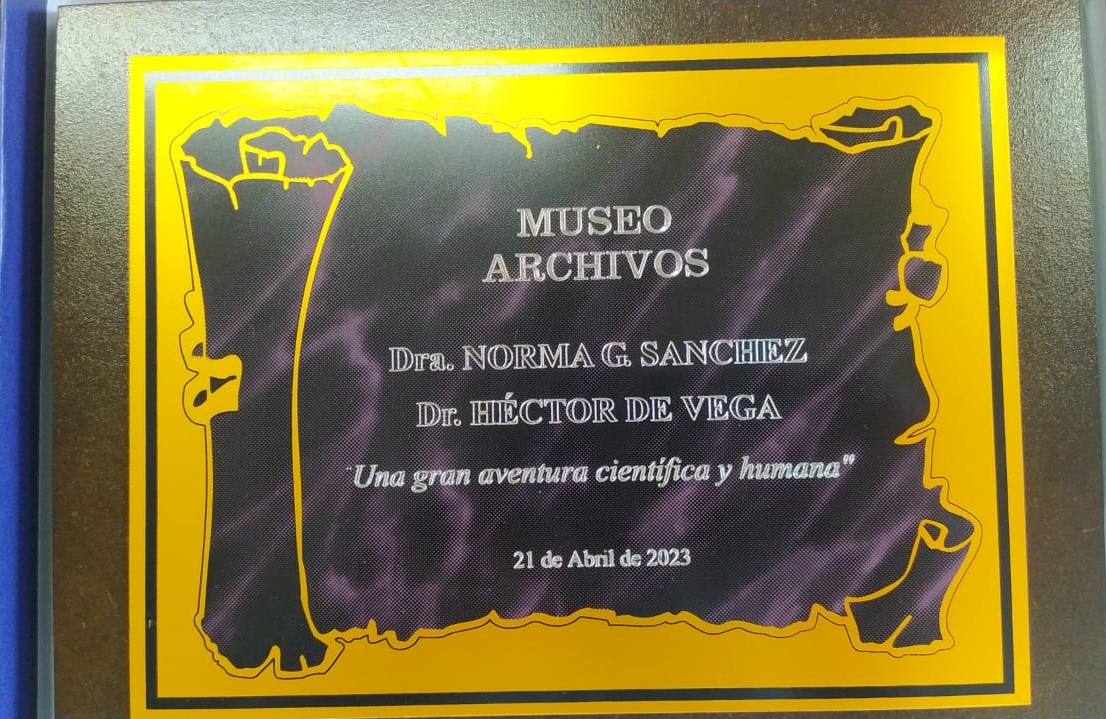 MUSEO
ARCHIVOS
Dra. NORMA G. SANCHEZ
Dr. HÉCTOR DE VEGA
"Una gran aventura científica y humana"
21 de Abril de 2023